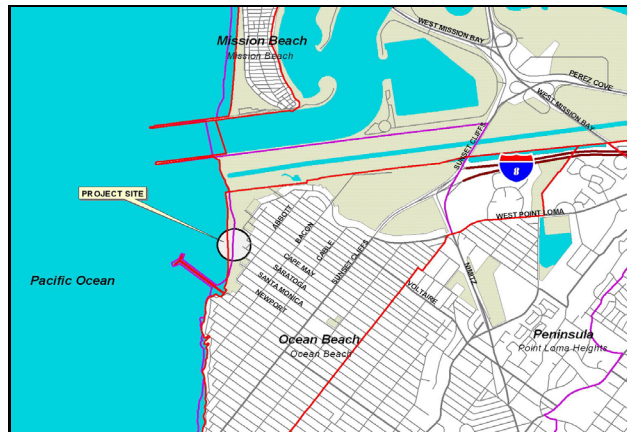 Mission Beach
Mission Beach
WEST MISSION BAY
PEREZ COVE
WEST MISSION BAY
SUNSET CLIFFS
8
PROJECT SITE
WEST POINT LOMA
ABBOTT
BACON
CABLE
SUNSET CLIFFS
CAPE MAY
SARATOGA
SANTA MONICA
NEWPORT
NIMITZ
VOLTAIRE
Pacific Ocean
Ocean Beach
Ocean Beach
Peninsula
Point Loma Heights